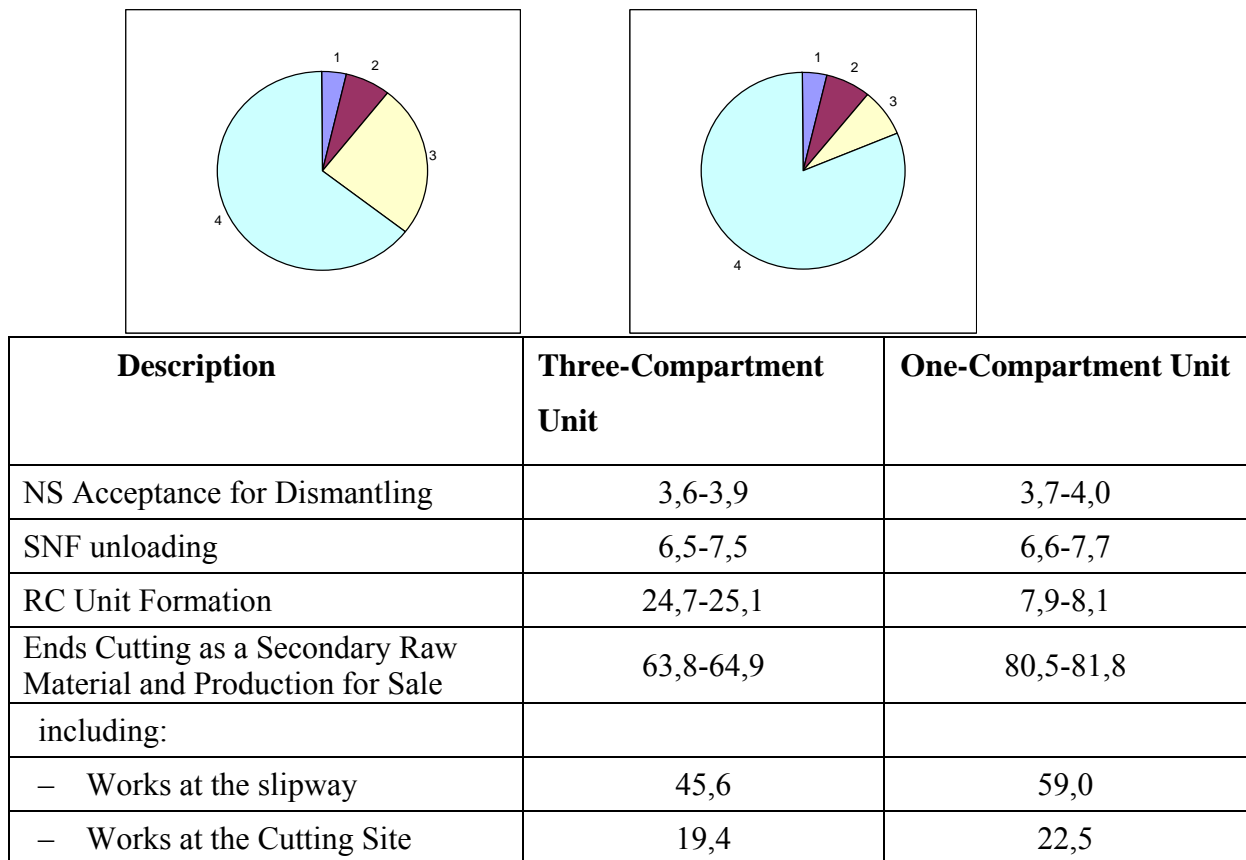 1
2
3
4
1
2
3
4
Description Three-Compartment One-Compartment Unit
Unit
NS Acceptance for Dismantling 3,6-3,9 3,7-4,0
SNF unloading 6,5-7,5 6,6-7,7
RC Unit Formation 24,7-25,1 7,9-8,1
Ends Cutting as a Secondary Raw
Material and Production for Sale 63,8-64,9 80,5-81,8
including:
– Works at the slipway 45,6 59,0
– Works at the Cutting Site 19,4 22,5